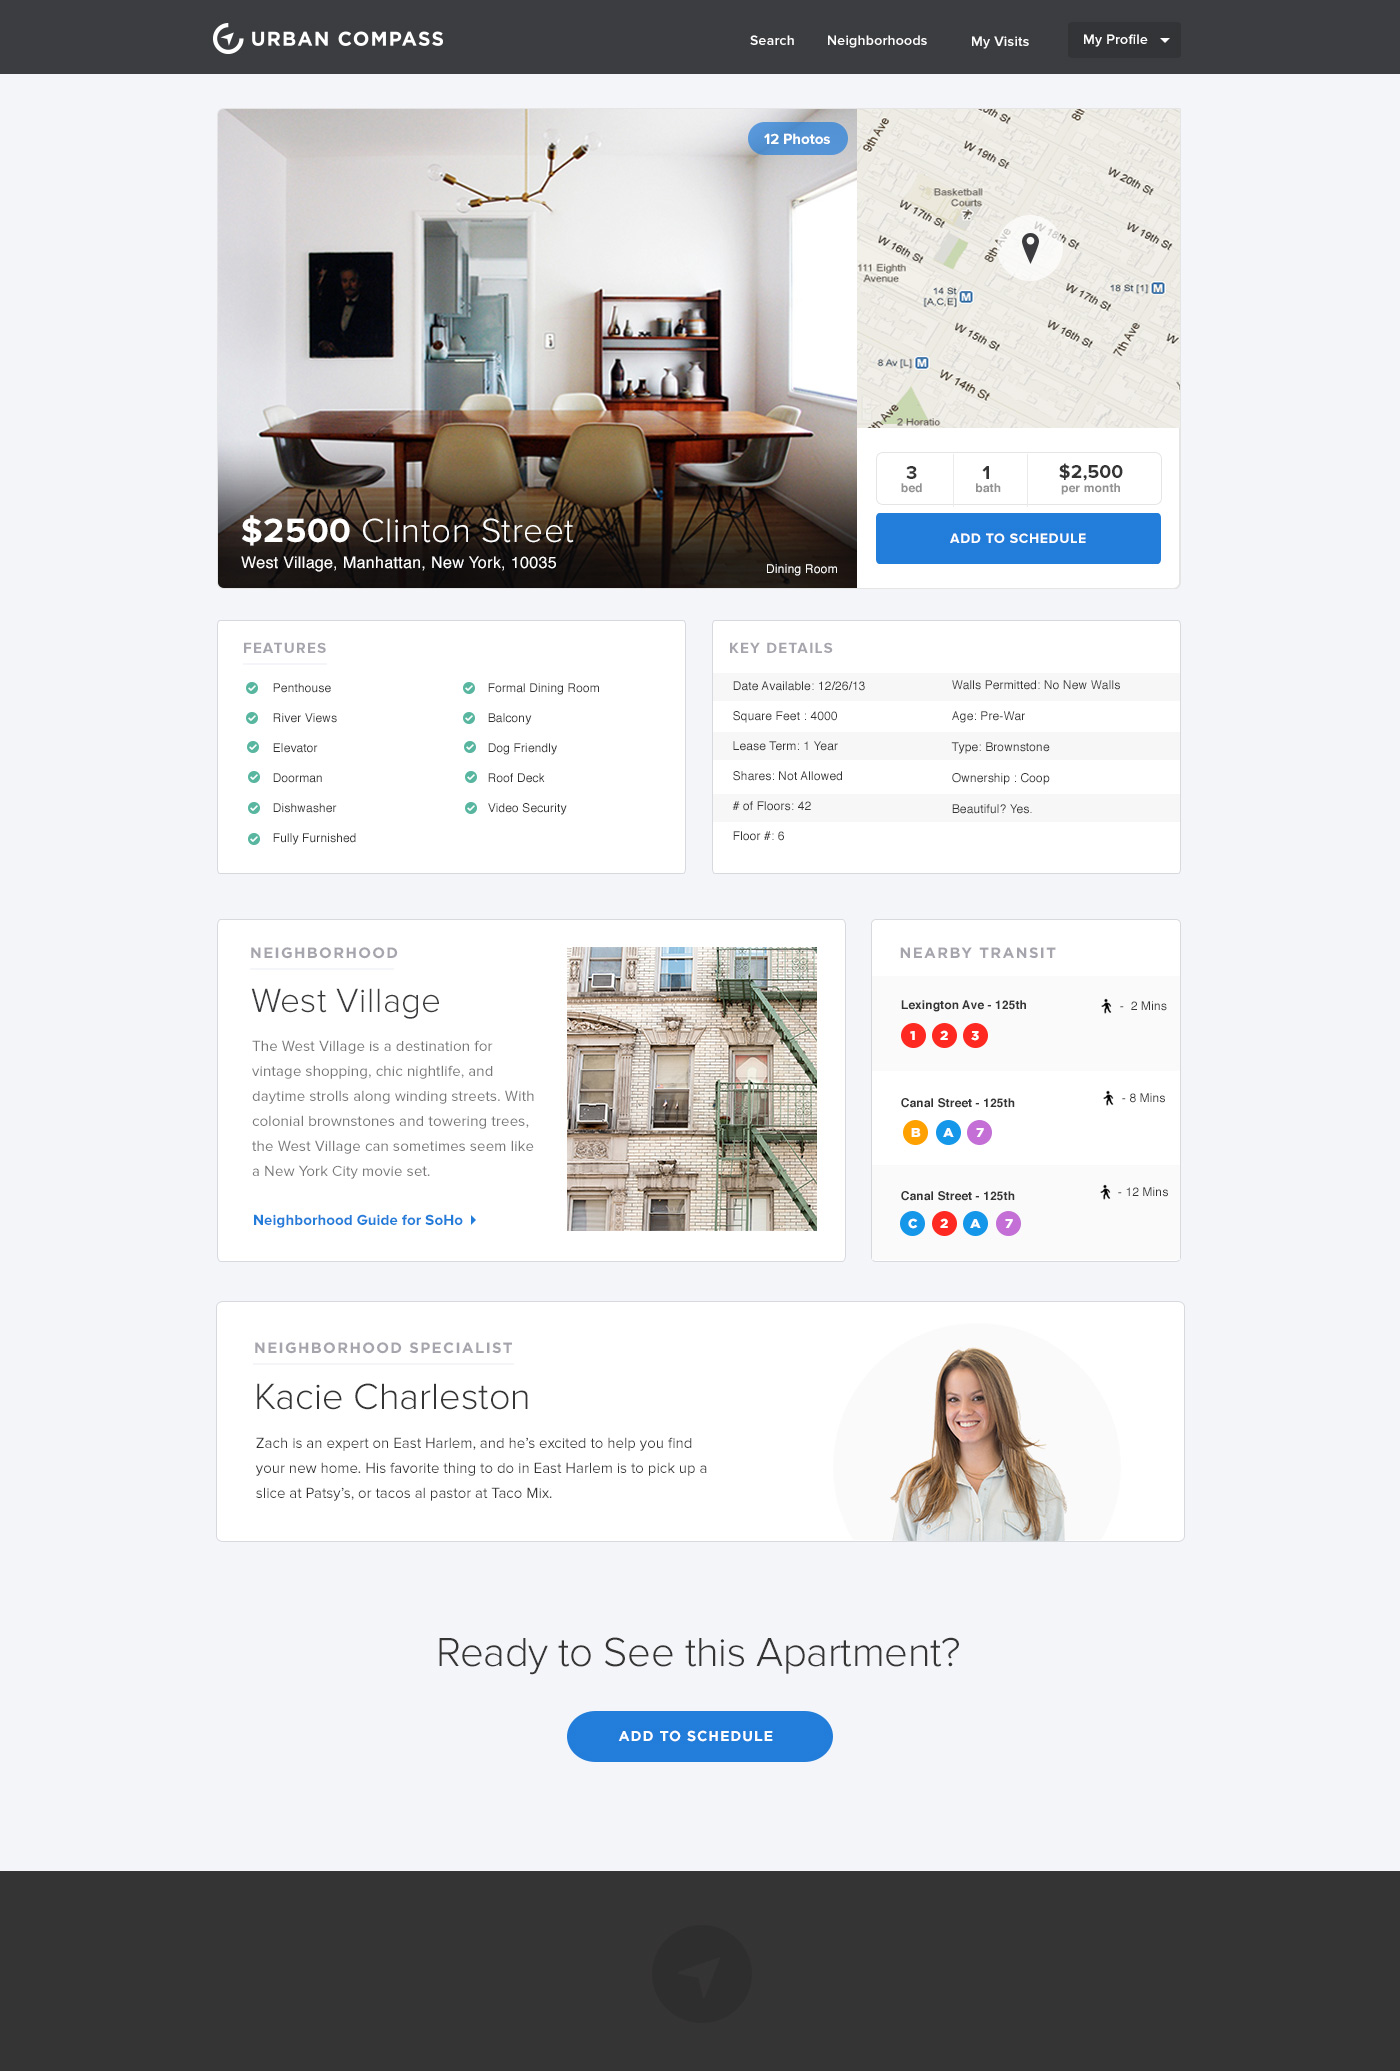 URBAN COMPASS
Search
Neighborhoods
My Visits
My Profile
12 Photos
$2500 Clinton Street
West Village, Manhattan, New York, 10035
Dining Room
9th Ave
W 19th St
W 20th St
Basketball
Courts
W 17th St
W 19th St
W 16th St
8th Ave
111 Eighth
Avenue
14 St
[A,C,E] M
18 St [1] M
W 17th St
W 15th St
W 16th St
7th Ave
8 Av [L] M
W 14th St
2 Horatio
3
bed
1
bath
$2,500
per month
ADD TO SCHEDULE
FEATURES
Penthouse
River Views
Elevator
Doorman
Dishwasher
Fully Furnished
Formal Dining Room
Balcony
Dog Friendly
Roof Deck
Video Security
KEY DETAILS
Date Available: 12/26/13
Square Feet : 4000
Lease Term: 1 Year
Shares: Not Allowed
# of Floors: 42
Floor #: 6
Walls Permitted: No New Walls
Age: Pre-War
Type: Brownstone
Ownership : Coop
Beautiful? Yes.
NEIGHBORHOOD
West Village
The West Village is a destination for
vintage shopping, chic nightlife, and
daytime strolls along winding streets. With
colonial brownstones and towering trees,
the West Village can sometimes seem like
a New York City movie set.
Neighborhood Guide for SoHo
NEARBY TRANSIT
Lexington Ave - 125th
- 2 Mins
1 2 3
Canal Street - 125th
- 8 Mins
B A 7
Canal Street - 125th
- 12 Mins
C 2 A 7
NEIGHBORHOOD SPECIALIST
Kacie Charleston
Zach is an expert on East Harlem, and he's excited to help you find
your new home. His favorite thing to do in East Harlem is to pick up a
slice at Patsy's, or tacos al pastor at Taco Mix.
Ready to See this Apartment?
ADD TO SCHEDULE